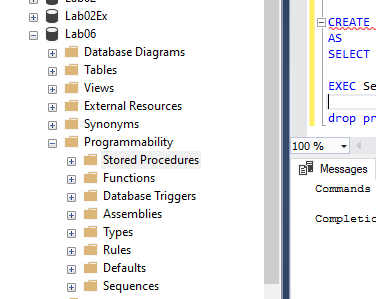 Lab02Ex
Lab06
Database Diagrams
Tables
Views
External Resources
Synonyms
Programmability
Stored Procedures
Functions
Database Triggers
Assemblies
Types
Rules
Defaults
Sequences
CREATE
AS
SELECT
EXEC Se
drop pr
100 %
Messages
Commands
Completio